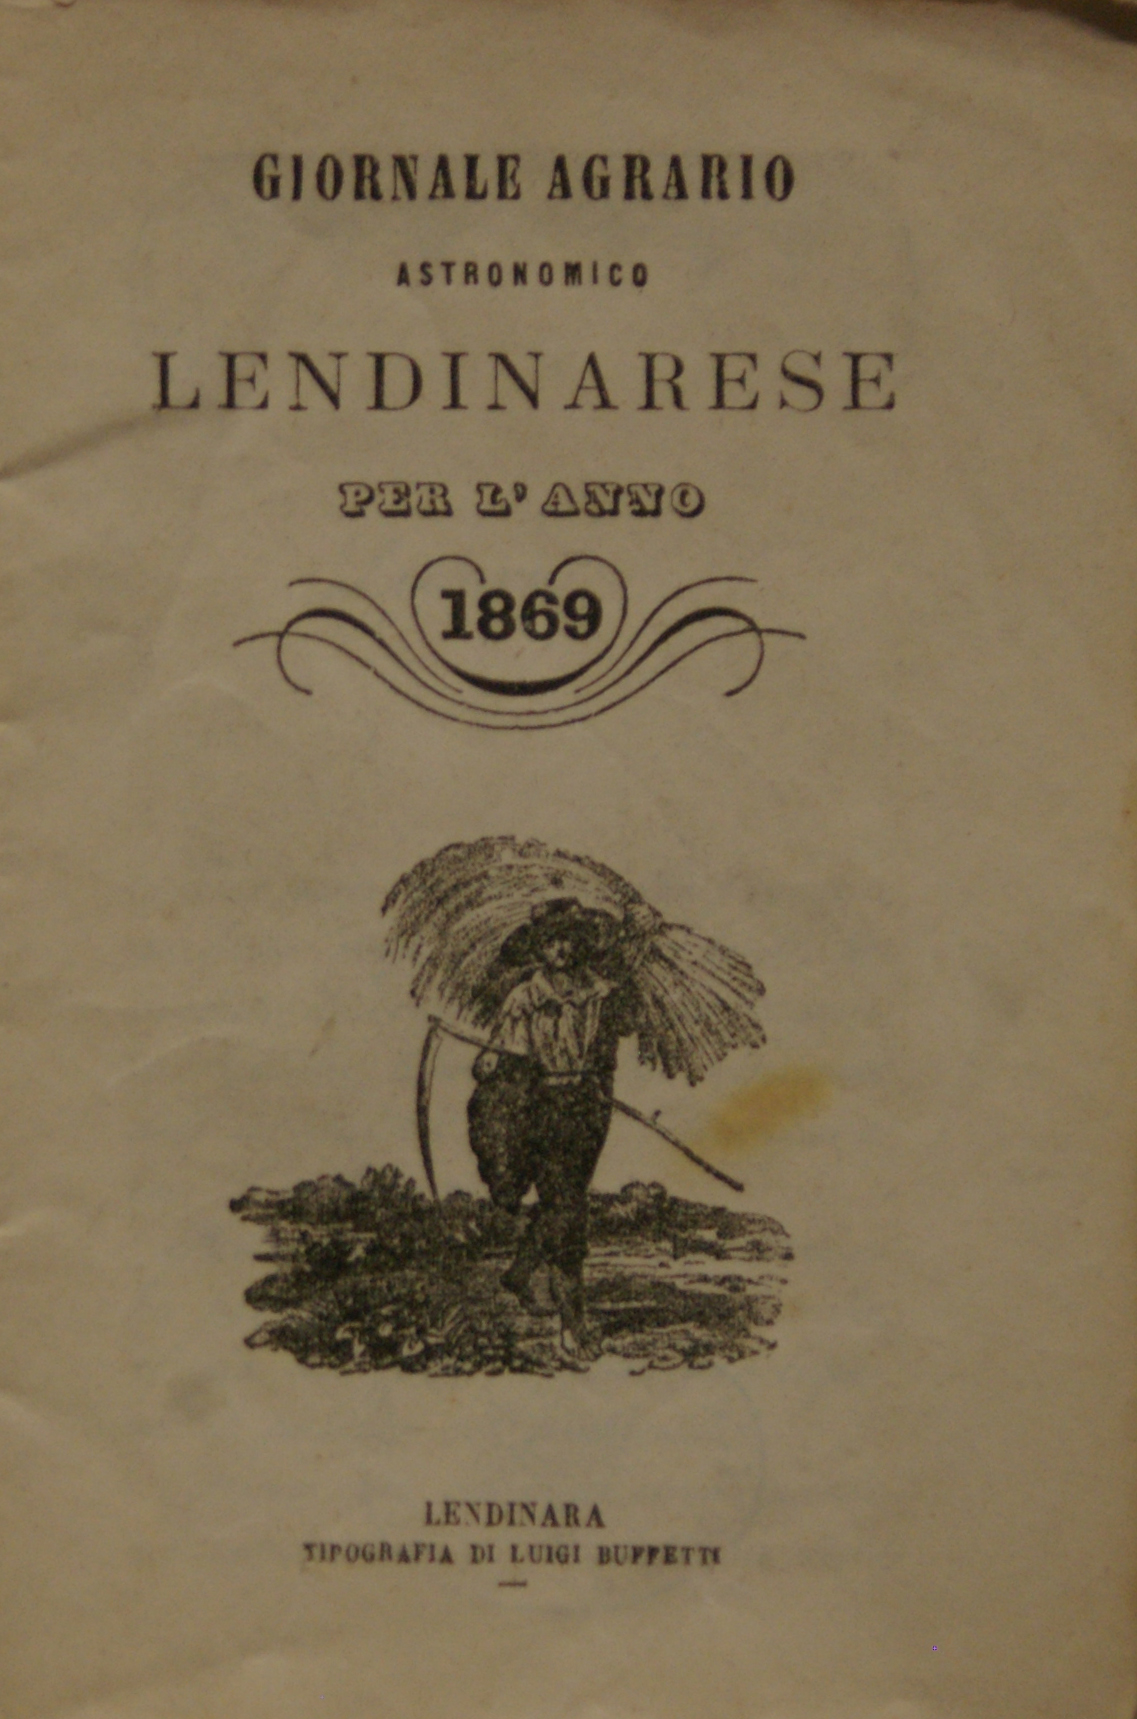 GIORNALE AGRARIO
ASTRONOMICO
LENDINARESE
PER L'ANNO
1869
LENDINARA
TIPOGRAFIA DI LUIGI BUFFETTI